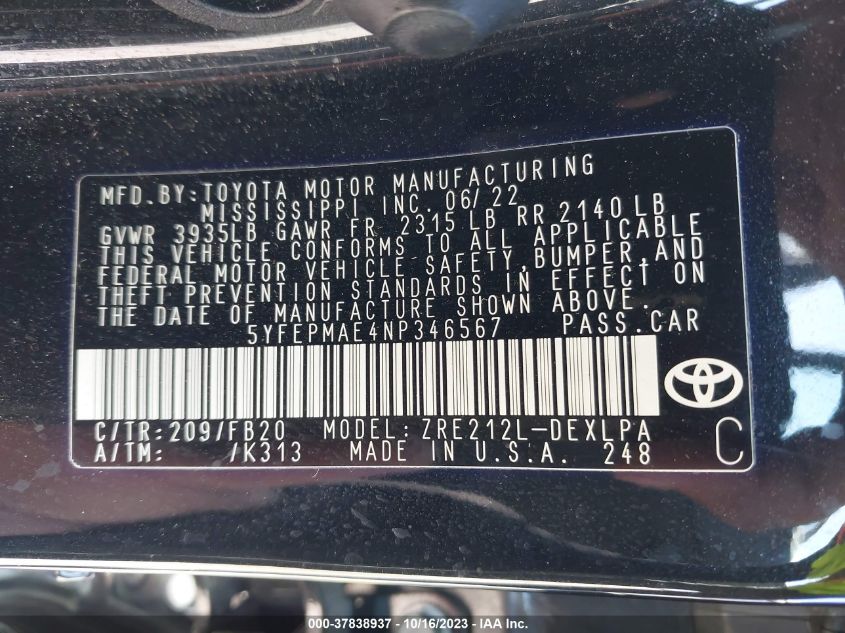 MFD. BY: TOYOTA MOTOR MANUFACTURING
MISSISSIPPI INC. 06/22
GVWR 3935LB GAWR FR 2315 LB RR 2140 LB
THIS VEHICLE CONFORMS TO ALL APPLICABLE
FEDERAL MOTOR VEHICLE SAFETY, BUMPER, AND
THEFT PREVENTION STANDARDS IN EFFECT ON
THE DATE OF MANUFACTURE SHOWN ABOVE.
5YFEPMAE4NP346567 PASS. CAR
C/TR: 209/FB20 MODEL: ZRE212L-DEXLPA
A/TM: /K313 MADE IN U.S.A. 248 C
000-37838937 - 10/16/2023 - IAA Inc.